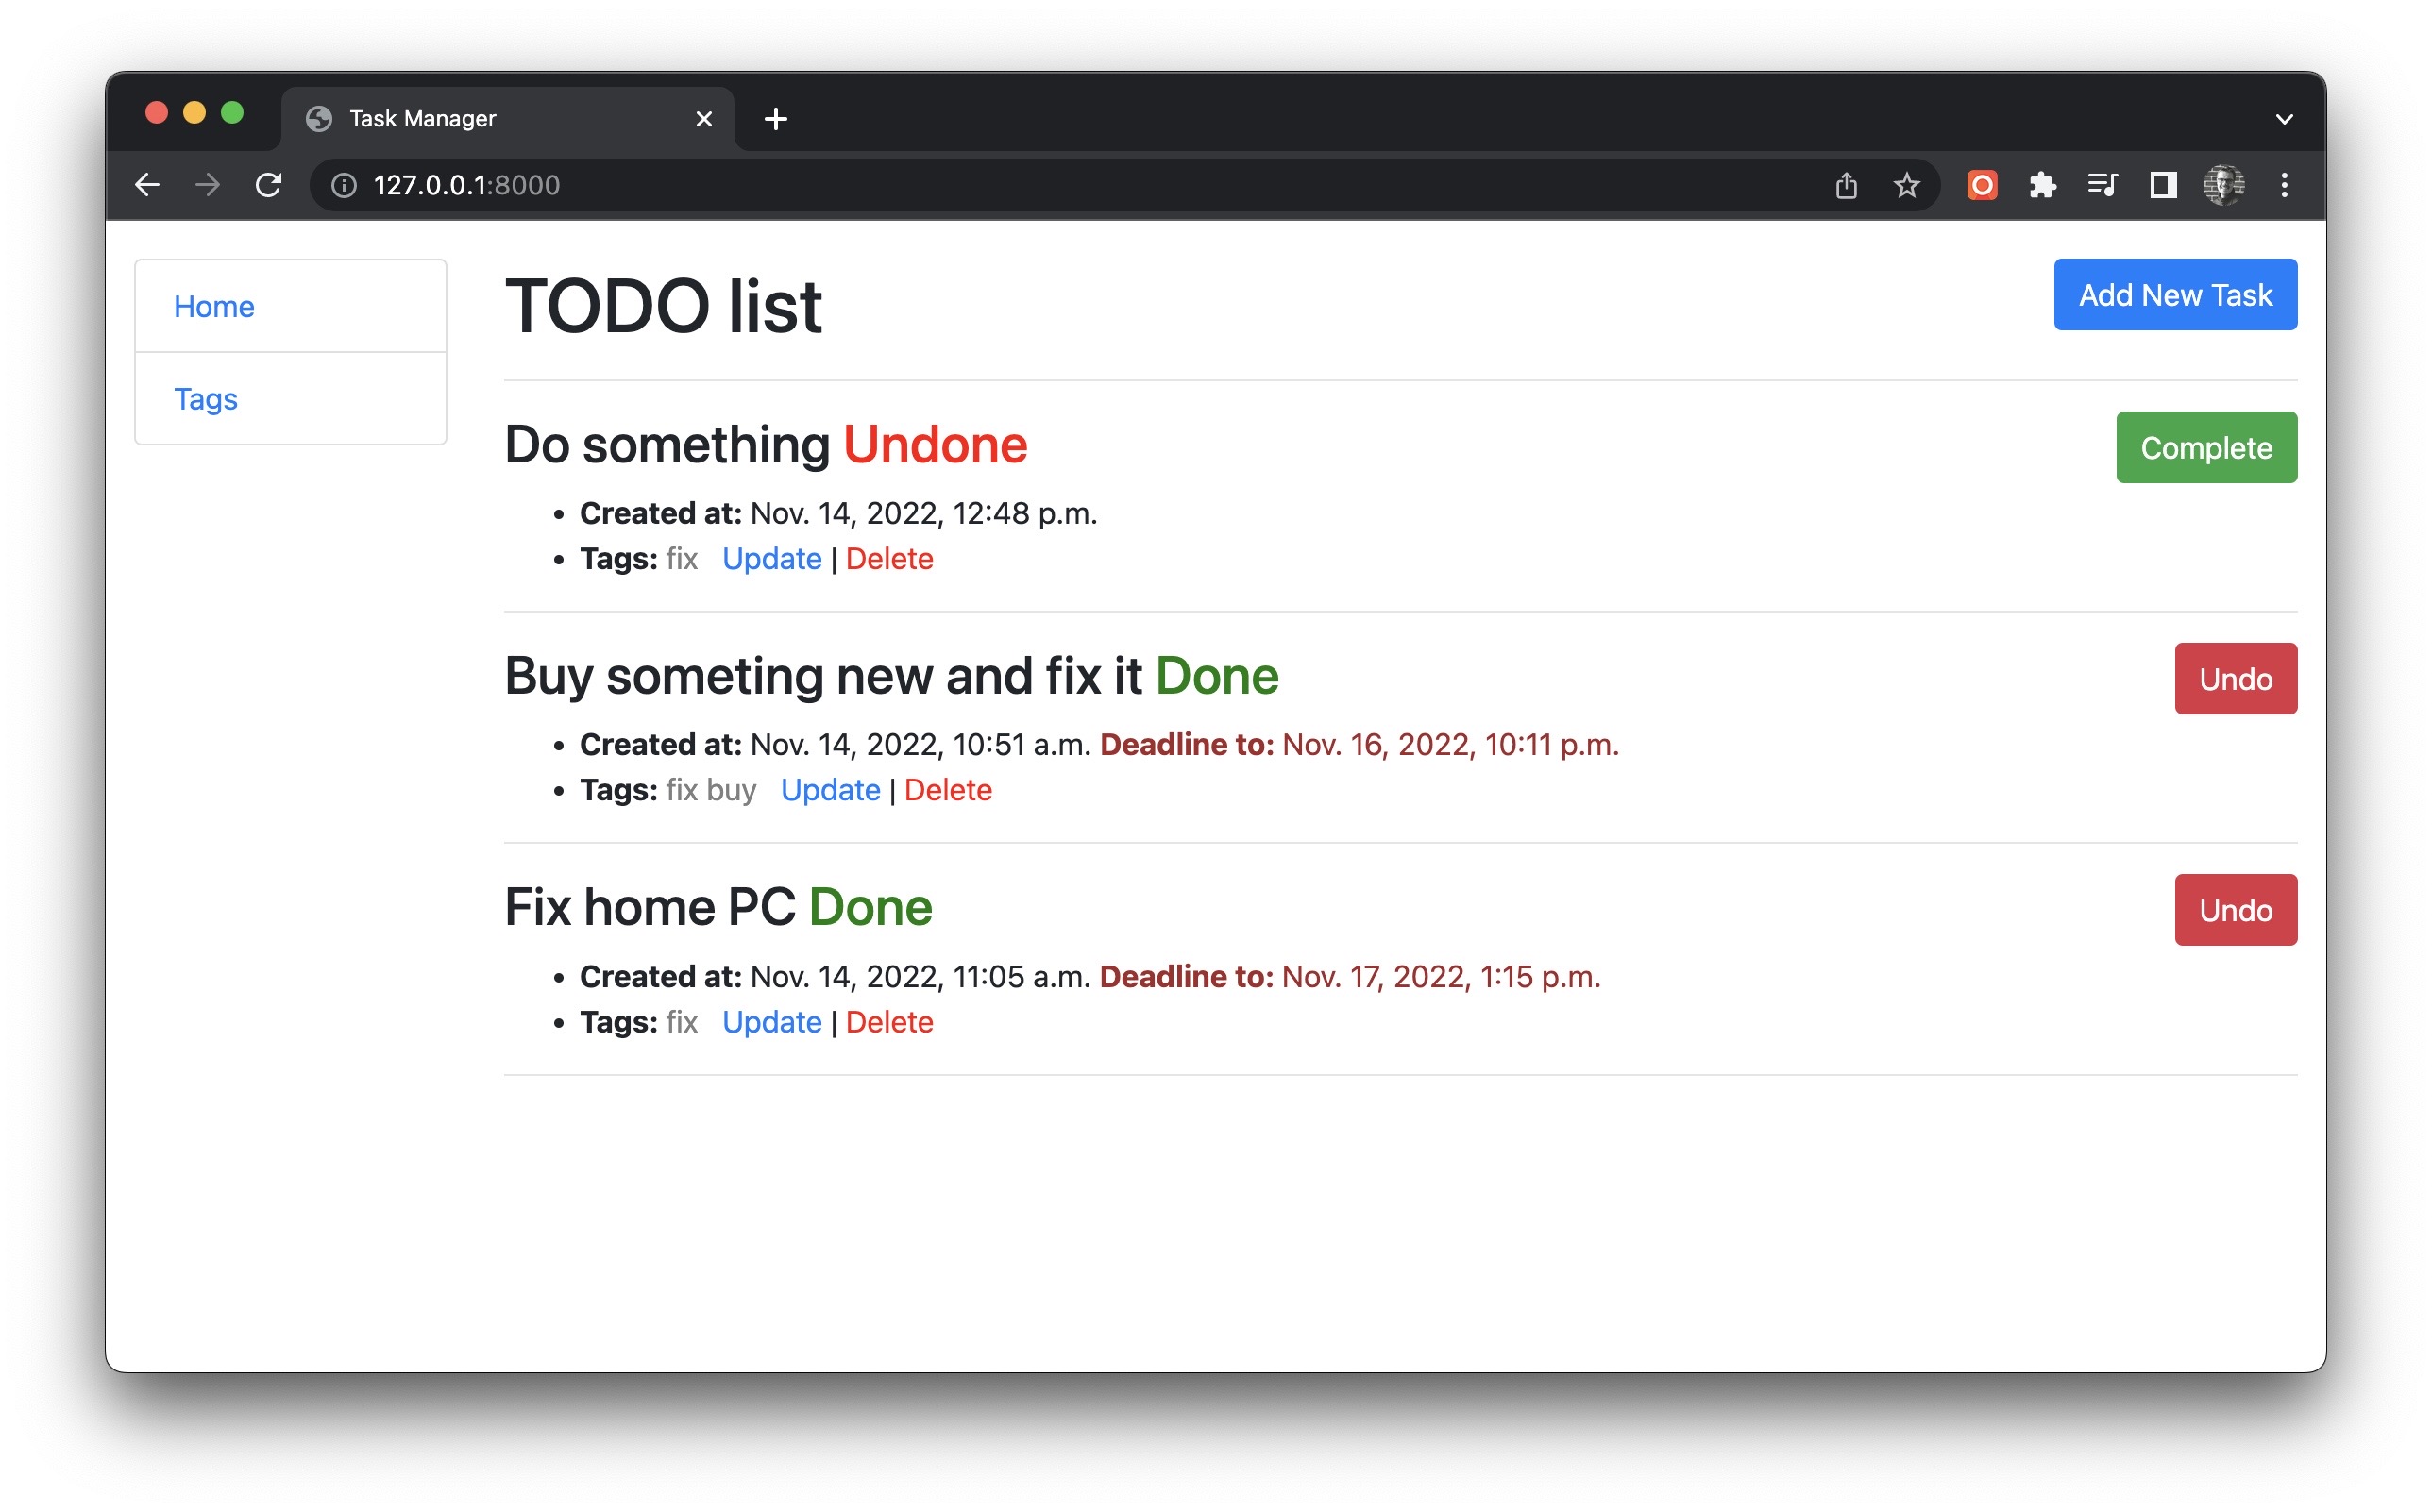 Task Manager
127.0.0.1:8000
Home
Tags
TODO list
Add New Task
Do something Undone
Complete
Created at: Nov. 14, 2022, 12:48 p.m.
Tags: fix Update | Delete
Buy someting new and fix it Done
Undo
Created at: Nov. 14, 2022, 10:51 a.m. Deadline to: Nov. 16, 2022, 10:11 p.m.
Tags: fix buy Update | Delete
Fix home PC Done
Undo
Created at: Nov. 14, 2022, 11:05 a.m. Deadline to: Nov. 17, 2022, 1:15 p.m.
Tags: fix Update | Delete